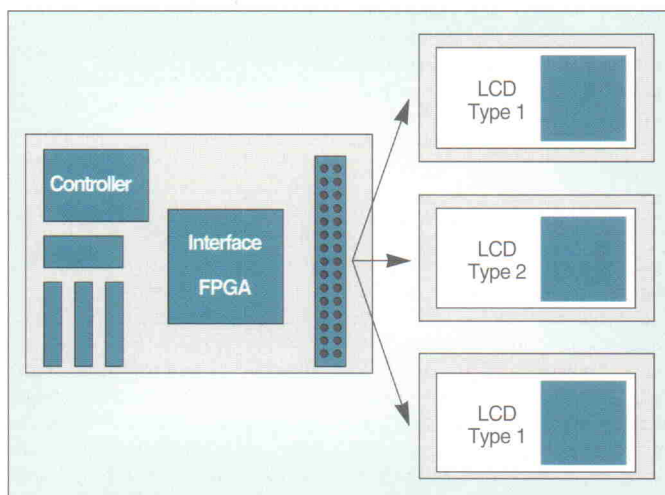 Controller
Interface
FPGA
LCD
Type 1
LCD
Type 2
LCD
Type 1